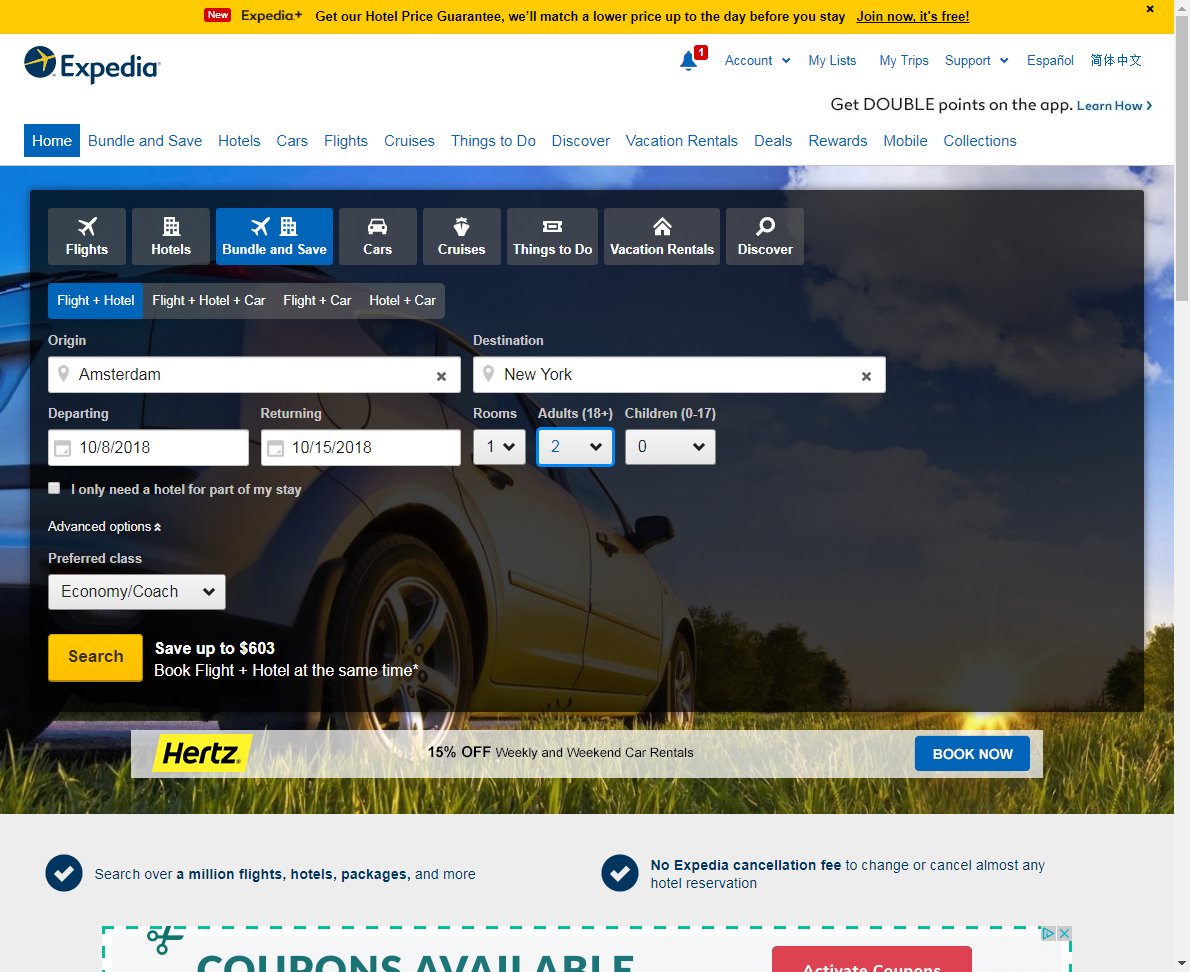 New Expedia+ Get our Hotel Price Guarantee, we'll match a lower price up to the day before you stay Join now, it's free!
Expedia
1 Account My Lists My Trips Support Español 简体中文
Get DOUBLE points on the app. Learn How
Home Bundle and Save Hotels Cars Flights Cruises Things to Do Discover Vacation Rentals Deals Rewards Mobile Collections
Flights Hotels Bundle and Save Cars Cruises Things to Do Vacation Rentals Discover
Flight + Hotel Flight + Hotel + Car Flight + Car Hotel + Car
Origin Destination
Amsterdam New York
Departing Returning Rooms Adults (18+) Children (0-17)
10/8/2018 10/15/2018 1 2 0
I only need a hotel for part of my stay
Advanced options
Preferred class
Economy/Coach
Search Save up to $603
Book Flight + Hotel at the same time*
Hertz. 15% OFF Weekly and Weekend Car Rentals BOOK NOW
Search over a million flights, hotels, packages, and more
No Expedia cancellation fee to change or cancel almost any
hotel reservation
COUPONS AVAILABLE Activate Coupons